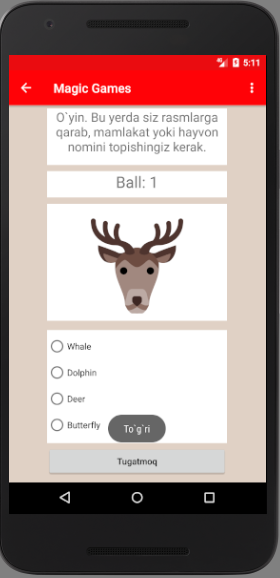 5:11
Magic Games
O`yin. Bu yerda siz rasmlarga
qarab, mamlakat yoki hayvon
nomini topishingiz kerak.
Ball: 1
Whale
Dolphin
Deer
Butterfly
To`g`ri
Tugatmoq